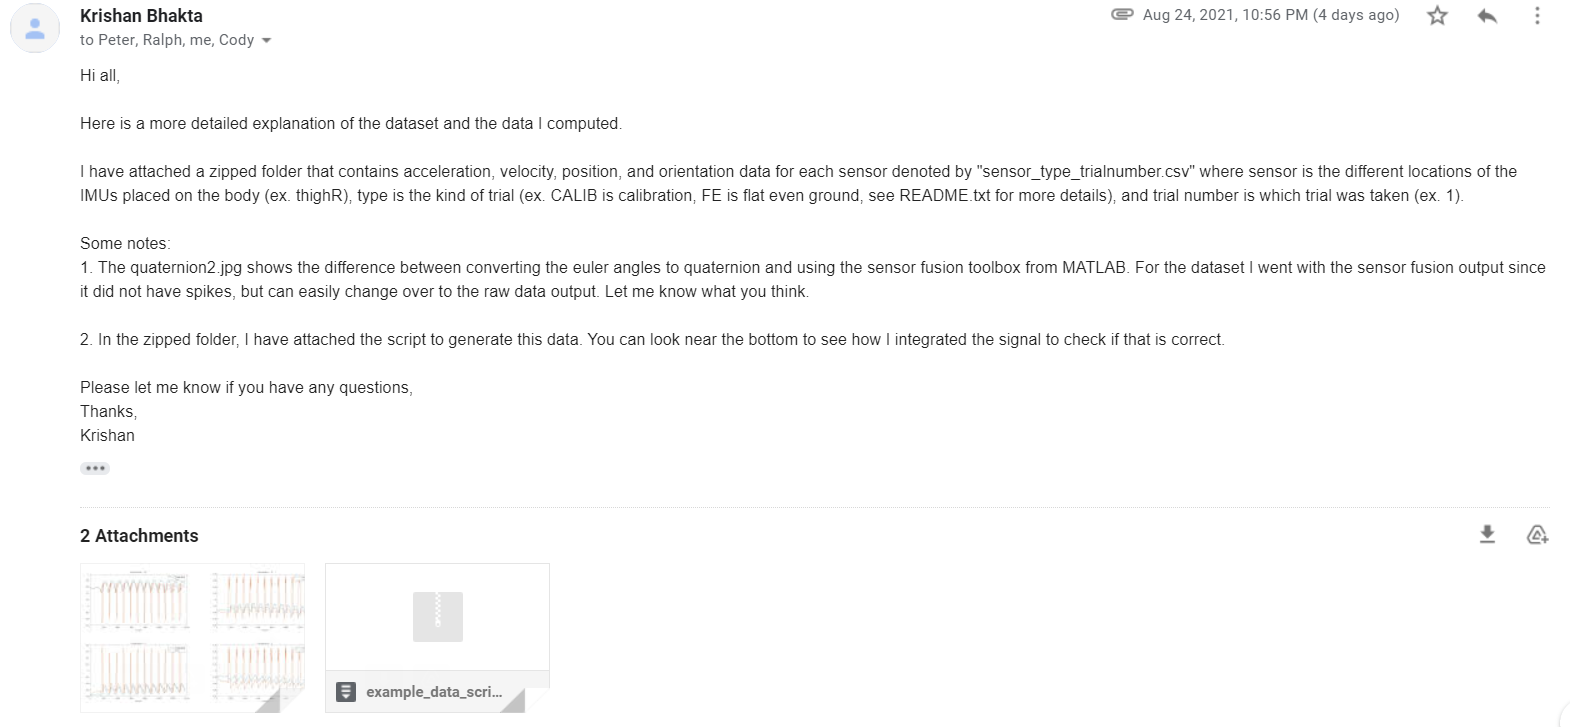 Krishan Bhakta
Aug 24, 2021, 10:56 PM (4 days ago)
to Peter, Ralph, me, Cody
Hi all,
Here is a more detailed explanation of the dataset and the data I computed.
I have attached a zipped folder that contains acceleration, velocity, position, and orientation data for each sensor denoted by "sensor_type_trialnumber.csv" where sensor is the different locations of the
IMUs placed on the body (ex. thighR), type is the kind of trial (ex. CALIB is calibration, FE is flat even ground, see README.txt for more details), and trial number is which trial was taken (ex. 1).
Some notes:
1. The quaternion2.jpg shows the difference between converting the euler angles to quaternion and using the sensor fusion toolbox from MATLAB. For the dataset I went with the sensor fusion output since
it did not have spikes, but can easily change over to the raw data output. Let me know what you think.
2. In the zipped folder, I have attached the script to generate this data. You can look near the bottom to see how I integrated the signal to check if that is correct.
Please let me know if you have any questions,
Thanks,
Krishan
2 Attachments
example_data_scri...